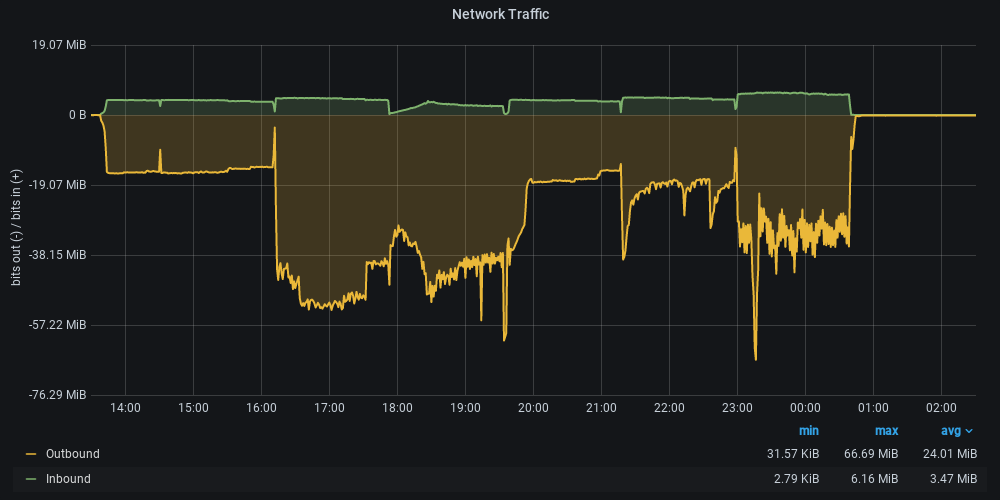 Network Traffic
bits out (-) / bits in (+)
19.07 MiB
0 B
-19.07 MiB
-38.15 MiB
-57.22 MiB
-76.29 MiB
14:00 15:00 16:00 17:00 18:00 19:00 20:00 21:00 22:00 23:00 00:00 01:00 02:00
min max avg
Outbound 31.57 KiB 66.69 MiB 24.01 MiB
Inbound 2.79 KiB 6.16 MiB 3.47 MiB